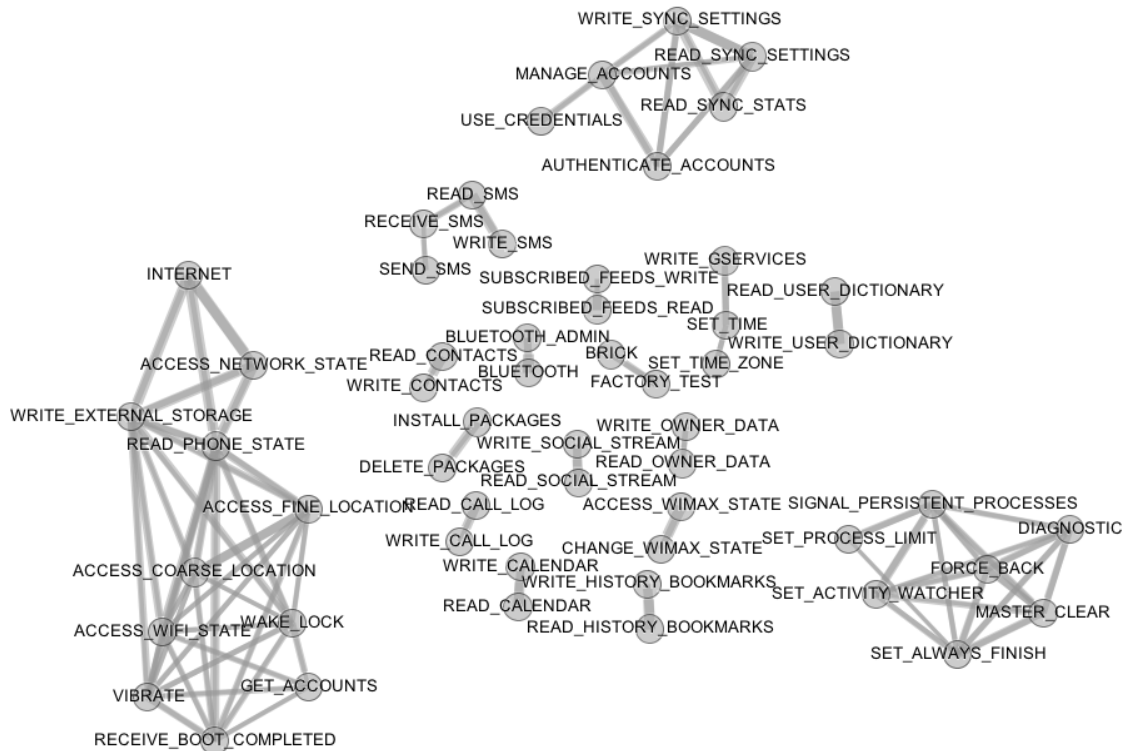 WRITE_SYNC_SETTINGS
READ_SYNC_SETTINGS
MANAGE_ACCOUNTS
READ_SYNC_STATS
USE_CREDENTIALS
AUTHENTICATE_ACCOUNTS
READ_SMS
RECEIVE_SMS
WRITE_SMS
SEND_SMS
WRITE_GSERVICES
INTERNET
SUBSCRIBED_FEEDS_WRITE
READ_USER_DICTIONARY
SUBSCRIBED_FEEDS_READ
SET_TIME
BLUETOOTH_ADMIN
WRITE_USER_DICTIONARY
READ_CONTACTS
BRICK
ACCESS_NETWORK_STATE
SET_TIME_ZONE
BLUETOOTH
FACTORY_TEST
WRITE_CONTACTS
WRITE_EXTERNAL_STORAGE
INSTALL_PACKAGES
WRITE_OWNER_DATA
READ_PHONE_STATE
WRITE_SOCIAL_STREAM
READ_OWNER_DATA
DELETE_PACKAGES
READ_SOCIAL_STREAM
ACCESS_FINE_LOCATION
READ_CALL_LOG
ACCESS_WIMAX_STATE
SIGNAL_PERSISTENT_PROCESSES
DIAGNOSTIC
WRITE_CALL_LOG
SET_PROCESS_LIMIT
CHANGE_WIMAX_STATE
WRITE_CALENDAR
FORCE_BACK
ACCESS_COARSE_LOCATION
WRITE_HISTORY_BOOKMARKS
SET_ACTIVITY_WATCHER
READ_CALENDAR
MASTER_CLEAR
WAKE_LOCK
READ_HISTORY_BOOKMARKS
ACCESS_WIFI_STATE
SET_ALWAYS_FINISH
GET_ACCOUNTS
VIBRATE
RECEIVE_BOOT_COMPLETED